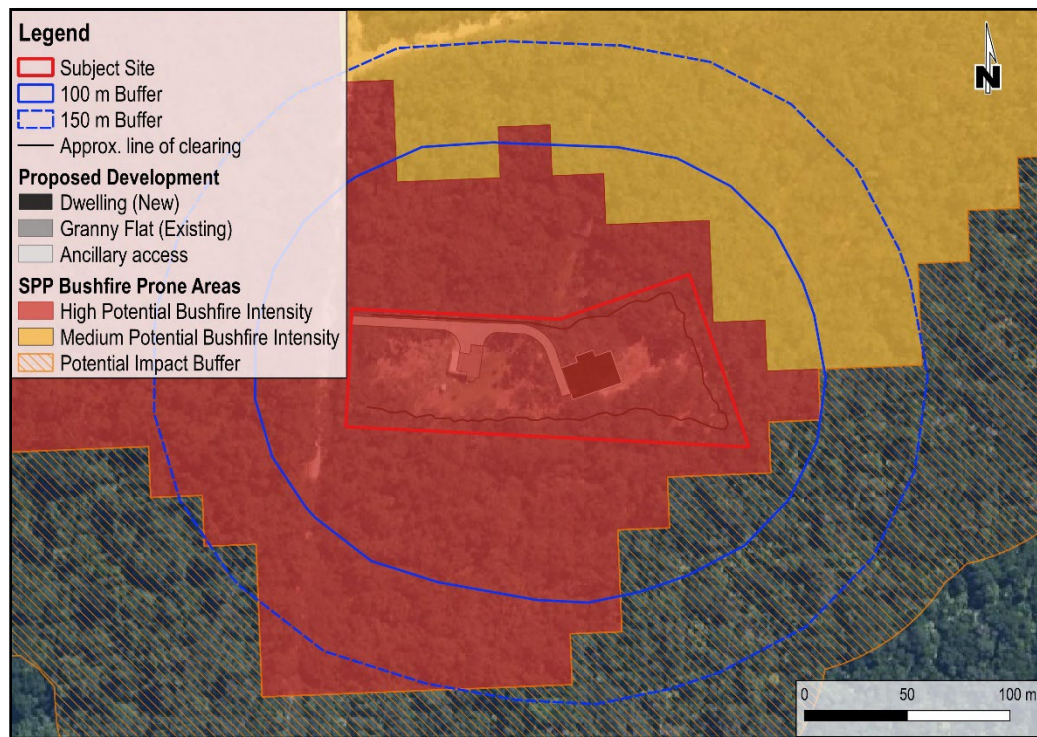 Legend
Subject Site
100 m Buffer
150 m Buffer
Approx. line of clearing
Proposed Development
Dwelling (New)
Granny Flat (Existing)
Ancillary access
SPP Bushfire Prone Areas
High Potential Bushfire Intensity
Medium Potential Bushfire Intensity
Potential Impact Buffer
N
0 50 100 m